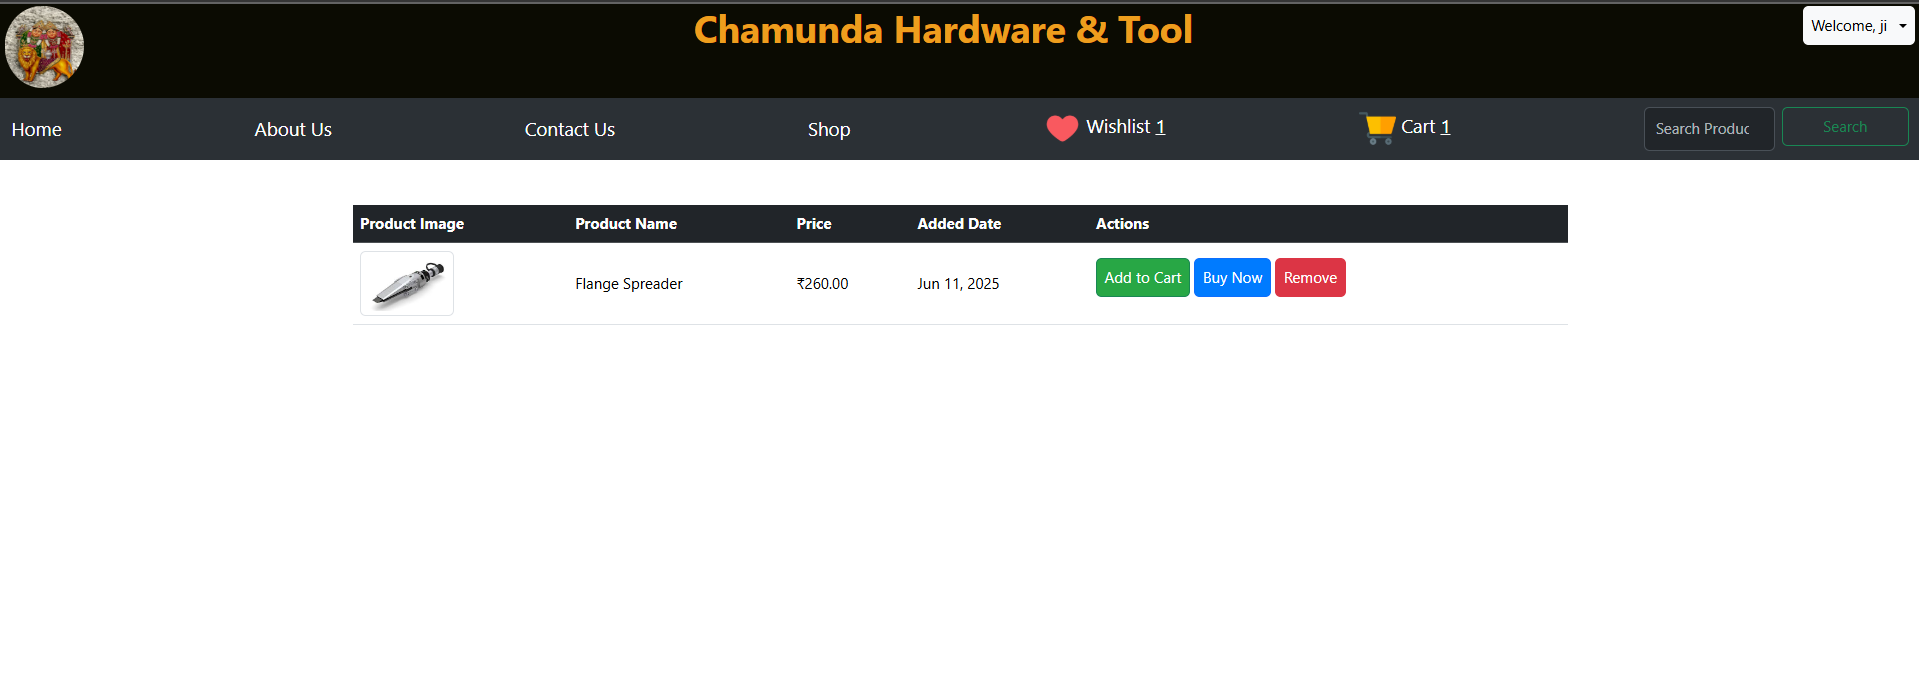 Chamunda Hardware & Tool
Welcome, ji
Home About Us Contact Us Shop Wishlist 1 Cart 1 Search Produc Search
Product Image Product Name Price Added Date Actions
Flange Spreader ₹260.00 Jun 11, 2025 Add to Cart Buy Now Remove